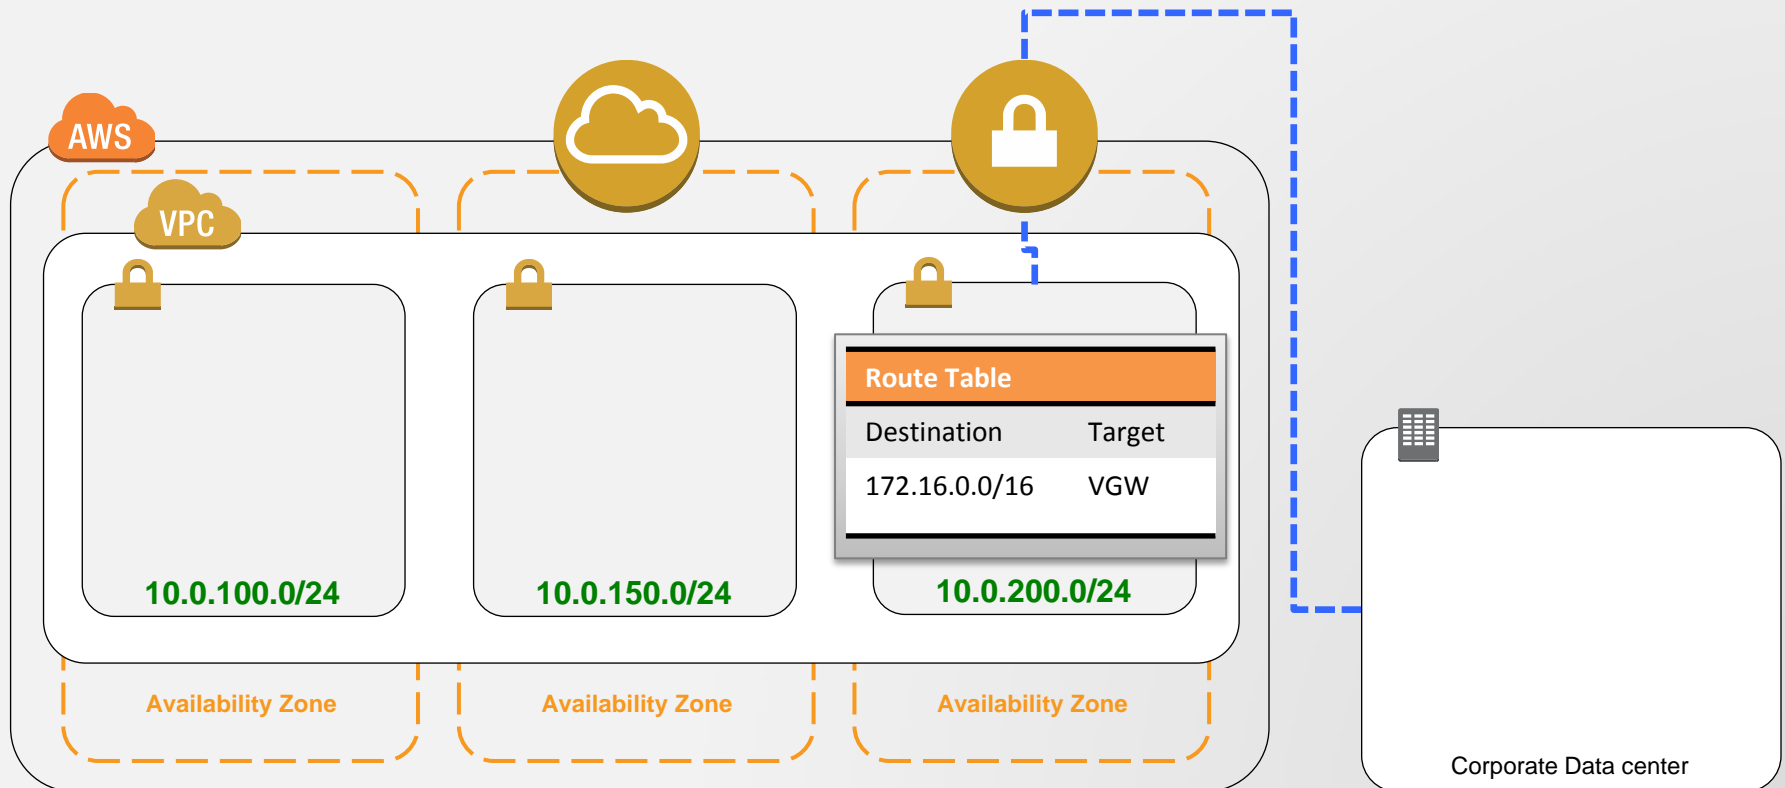 AWS
VPC
Route Table
Destination Target
172.16.0.0/16 VGW
10.0.100.0/24
10.0.150.0/24
10.0.200.0/24
Availability Zone
Availability Zone
Availability Zone
Corporate Data center